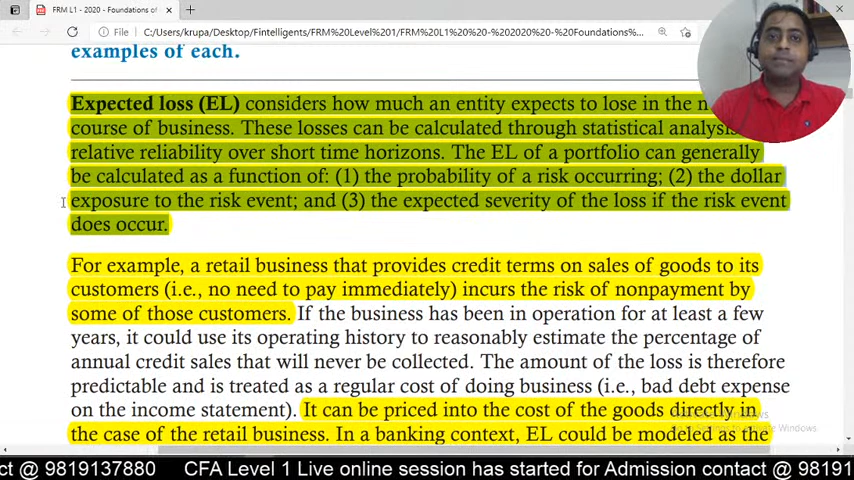 FRM L1 - 2020 - Foundations of
File
C:/Users/krupa/Desktop/Fintelligents/FRM%20Level%201/FRM%20L1%20%20-%202020%20-%20Foundations%...
examples of each.
Expected loss (EL) considers how much an entity expects to lose in the n
course of business. These losses can be calculated through statistical analysis
relative reliability over short time horizons. The EL of a portfolio can generally
be calculated as a function of: (1) the probability of a risk occurring; (2) the dollar
exposure to the risk event; and (3) the expected severity of the loss if the risk event
does occur.
For example, a retail business that provides credit terms on sales of goods to its
customers (i.e., no need to pay immediately) incurs the risk of nonpayment by
some of those customers. If the business has been in operation for at least a few
years, it could use its operating history to reasonably estimate the percentage of
annual credit sales that will never be collected. The amount of the loss is therefore
predictable and is treated as a regular cost of doing business (i.e., bad debt expense
on the income statement). It can be priced into the cost of the goods directly in
the case of the retail business. In a banking context, EL could be modeled as the
Activate Windows
Go to Settings to activate Windows.
ct @ 9819137880 CFA Level 1 Live online session has started for Admission contact @ 98191